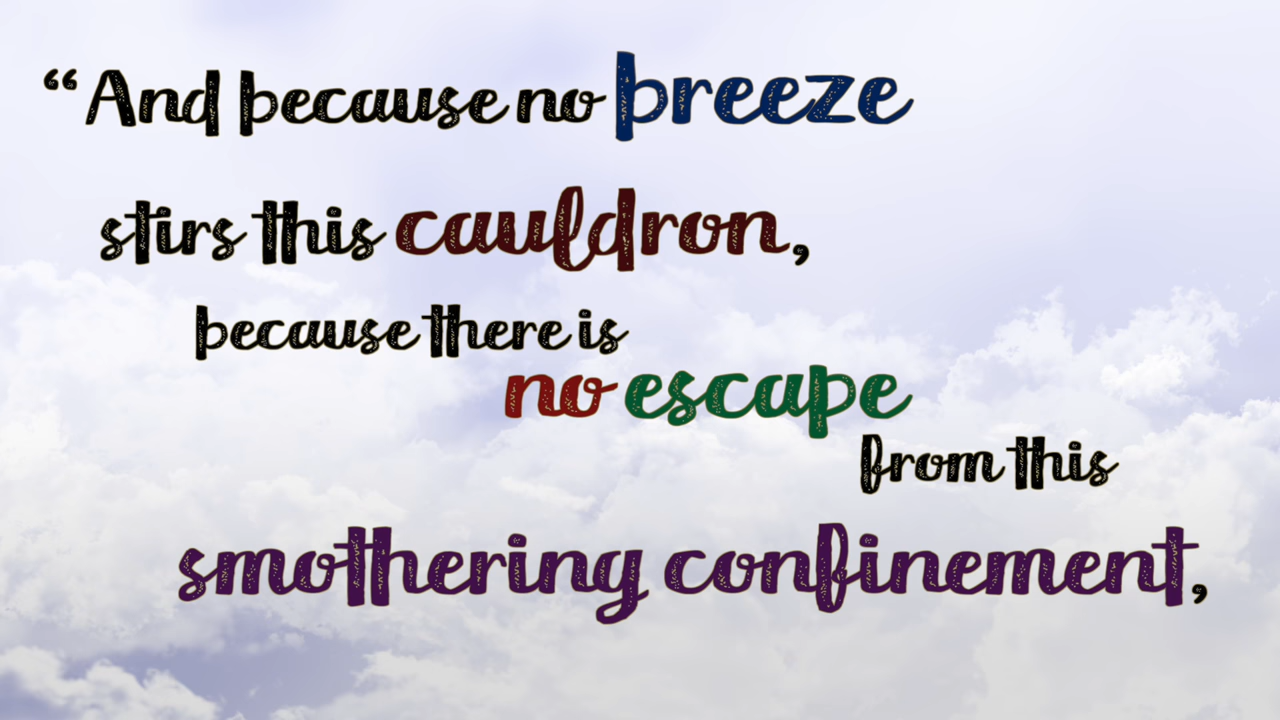 “And because no breeze
stirs this cauldron,
because there is
no escape
from this
smothering confinement,